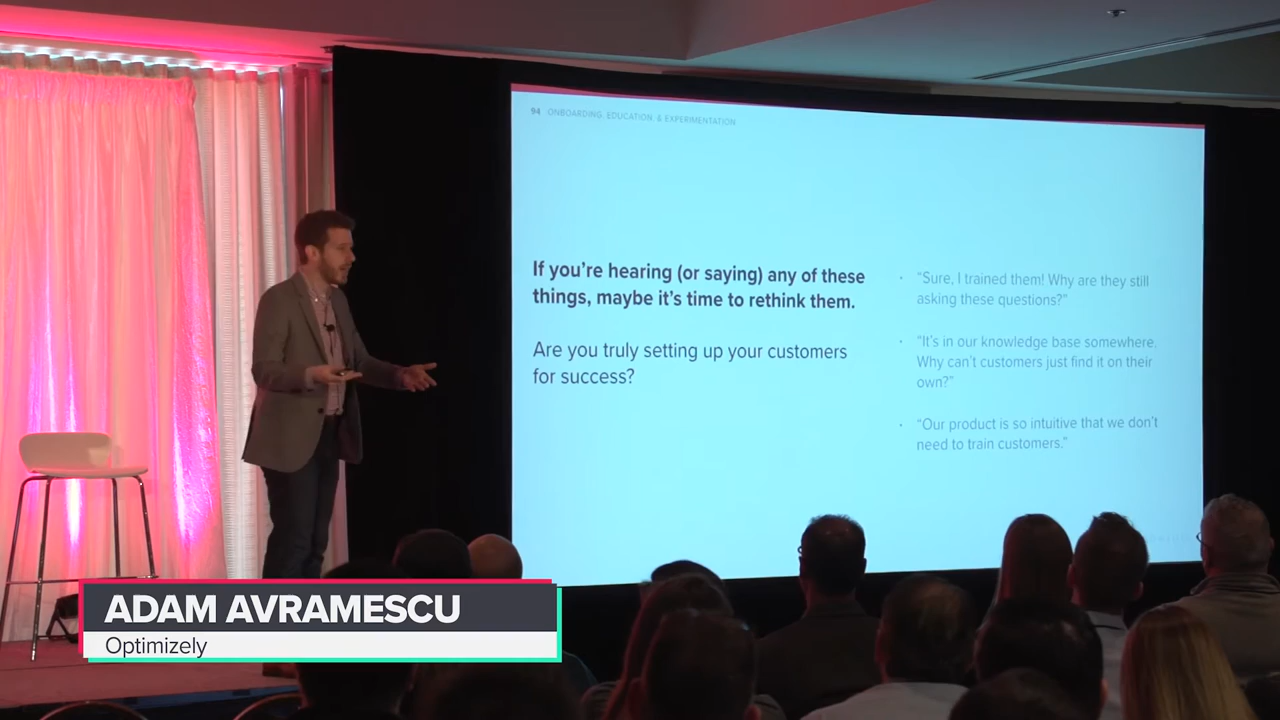 94 ONBOARDING, EDUCATION, & EXPERIMENTATION
If you're hearing (or saying) any of these
things, maybe it's time to rethink them.
Are you truly setting up your customers
for success?
· “Sure, I trained them! Why are they still
asking these questions?”
· “It's in our knowledge base somewhere.
Why can't customers just find it on their
own?”
· “Our product is so intuitive that we don't
need to train customers.”
ADAM AVRAMESCU
Optimizely